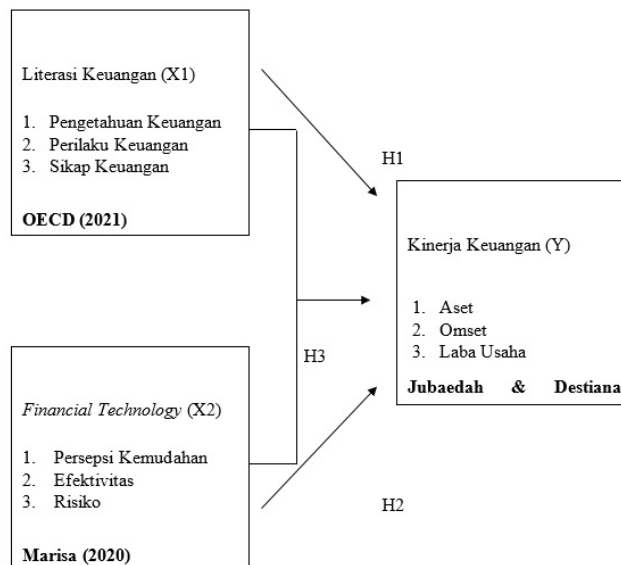 Literasi Keuangan (X1)
1. Pengetahuan Keuangan
2. Perilaku Keuangan
3. Sikap Keuangan
OECD (2021)
H1
Kinerja Keuangan (Y)
1. Aset
2. Omset
3. Laba Usaha
Jubaedah & Destiana
H3
Financial Technology (X2)
1. Persepsi Kemudahan
2. Efektivitas
3. Risiko
Marisa (2020)
H2